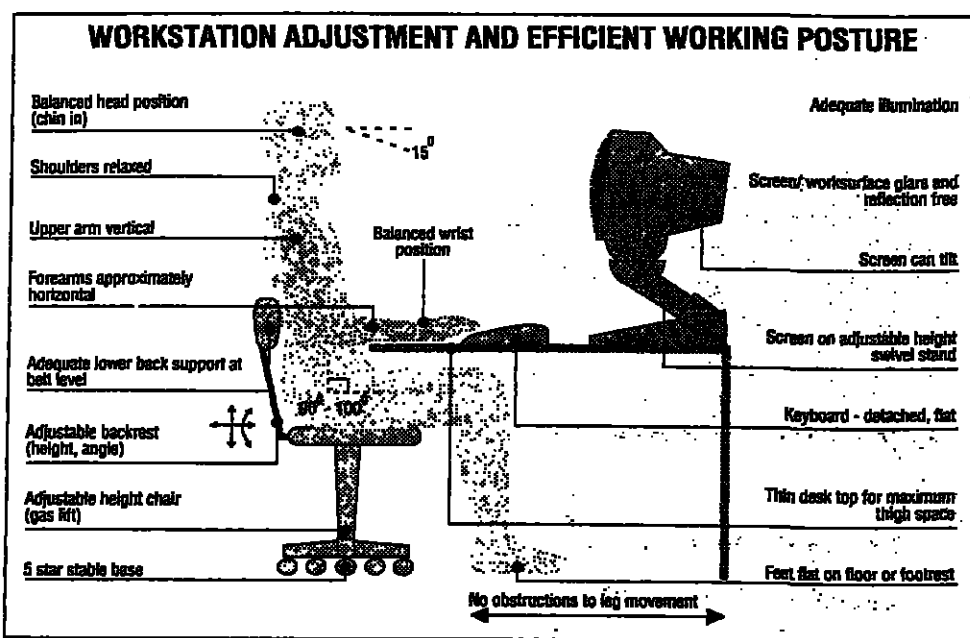 WORKSTATION ADJUSTMENT AND EFFICIENT WORKING POSTURE
Balanced head position
(chin in)
Shoulders relaxed
Upper arm vertical
Forearms approximately
horizontal
Adequate lower back support at
belt level
Adjustable backrest
(height, angle)
Adjustable height chair
(gas lift)
5 star stable base
15°
Balanced wrist
position
90° - 100°
No obstructions to leg movement
Adequate illumination
Screen/worksurface glare and
reflection free
Screen can tilt
Screen on adjustable height
swivel stand
Keyboard - detached, flat
Thin desk top for maximum
thigh space
Feet flat on floor or footrest